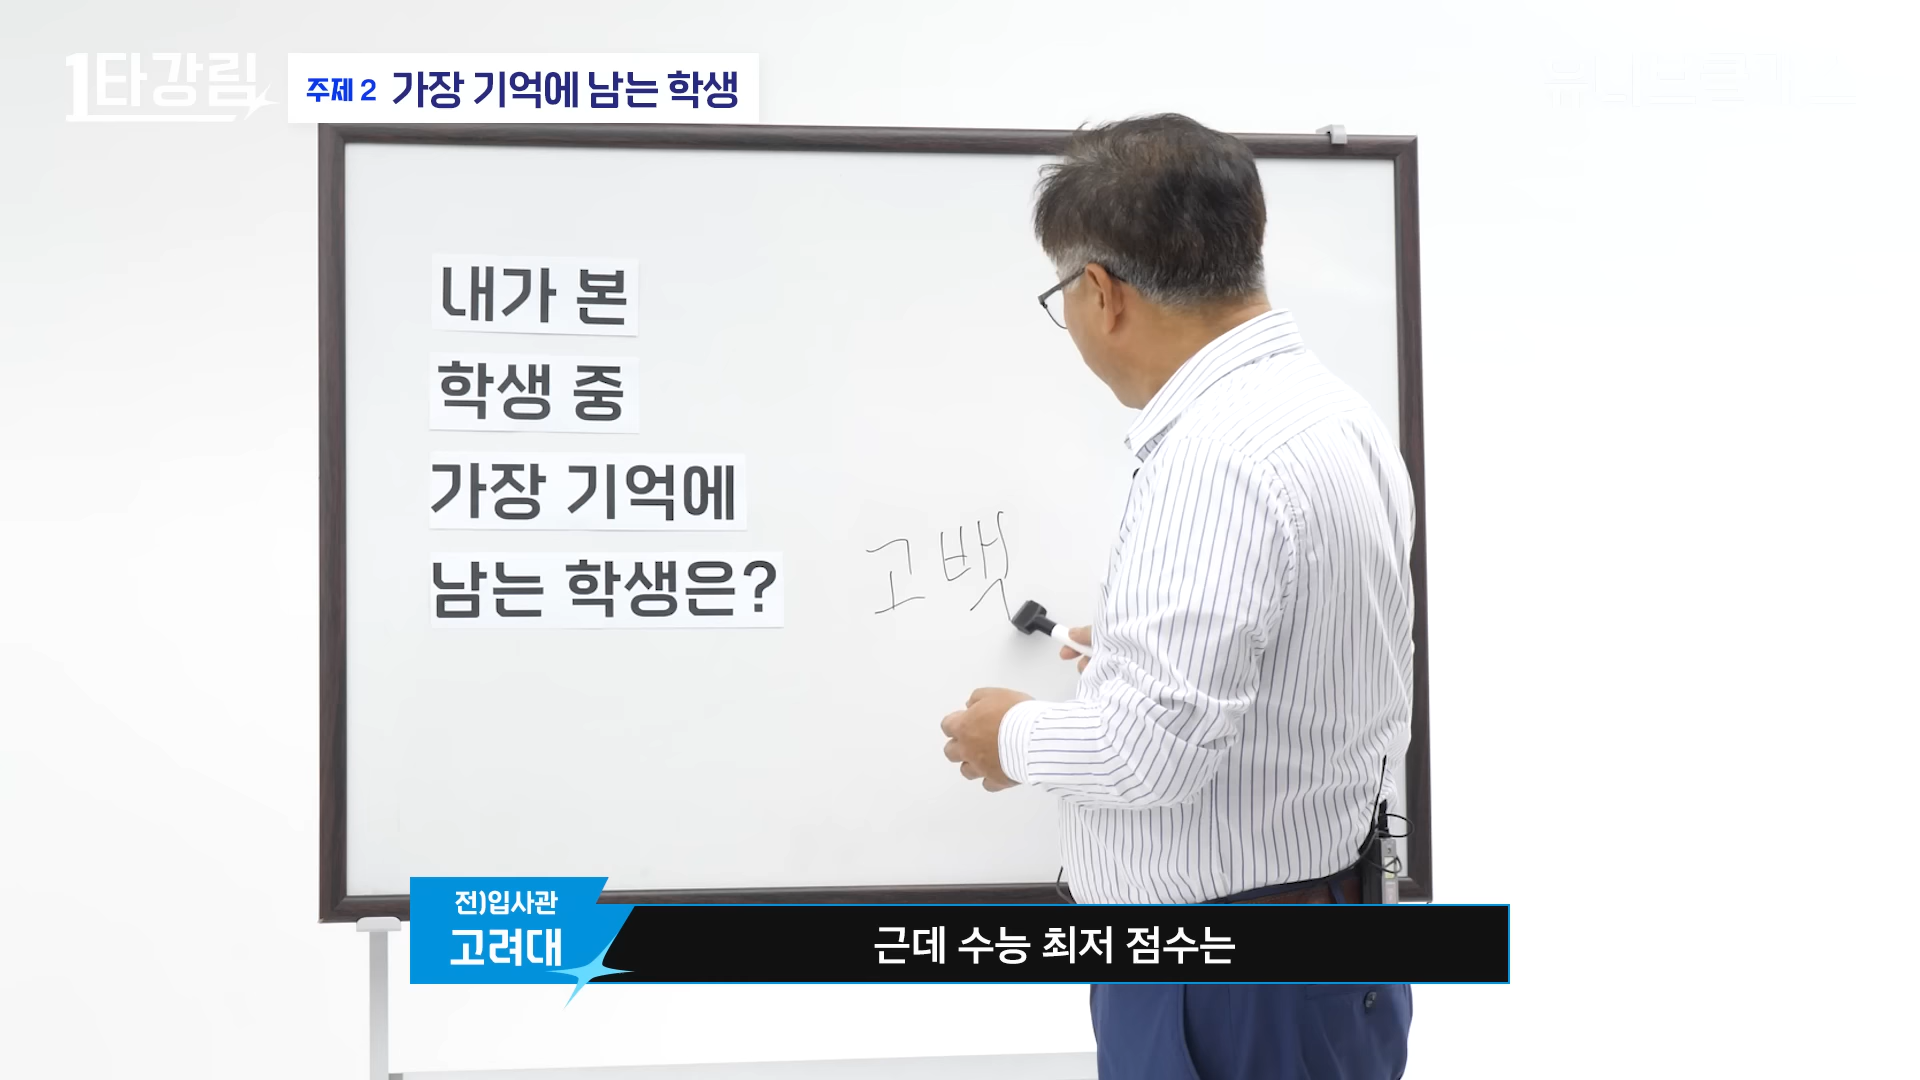 1타강림
주제 2 가장 기억에 남는 학생
내가 본
학생 중
가장 기억에
남는 학생은?
고백
전)입사관
고려대
근데 수능 최저 점수는